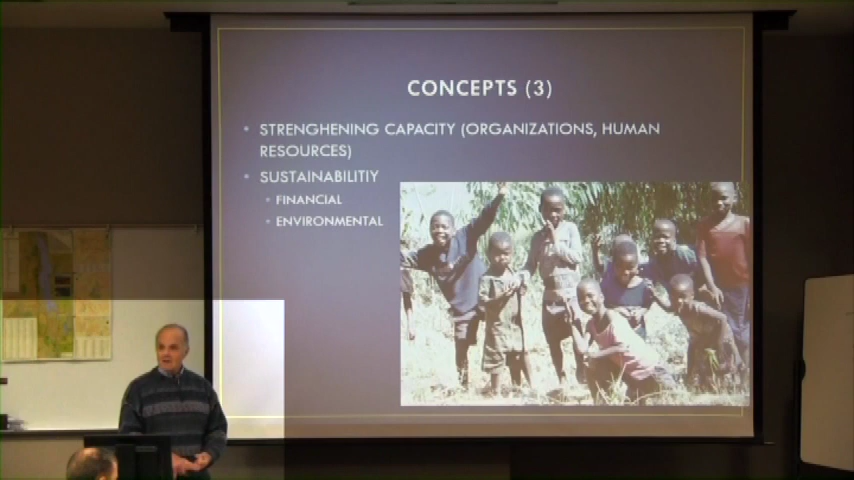 CONCEPTS (3)
• STRENGHENING CAPACITY (ORGANIZATIONS, HUMAN
RESOURCES)
• SUSTAINABILITIY
• FINANCIAL
• ENVIRONMENTAL